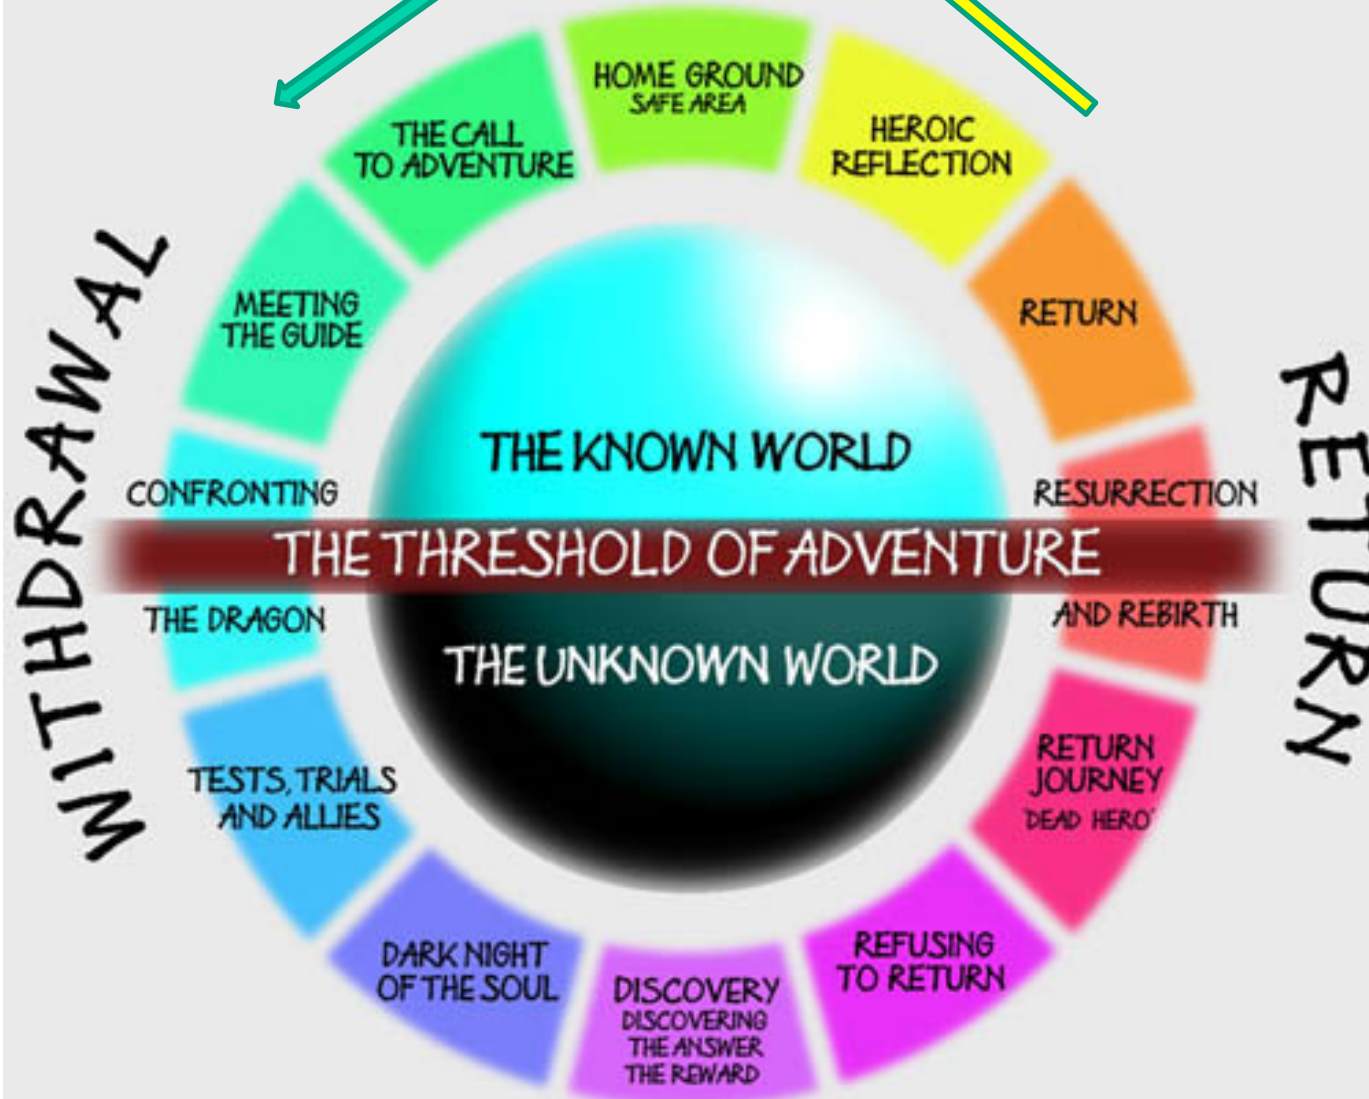 HOME GROUND
SAFE AREA
THE CALL
TO ADVENTURE
MEETING
THE GUIDE
CONFRONTING
THE DRAGON
TESTS, TRIALS
AND ALLIES
DARK NIGHT
OF THE SOUL
DISCOVERY
DISCOVERING
THE ANSWER
THE REWARD
REFUSING
TO RETURN
RETURN
JOURNEY
'DEAD HERO'
RESURRECTION
AND REBIRTH
RETURN
HEROIC
REFLECTION
WITHDRAWAL
RETURN
THE KNOWN WORLD
THE THRESHOLD OF ADVENTURE
THE UNKNOWN WORLD